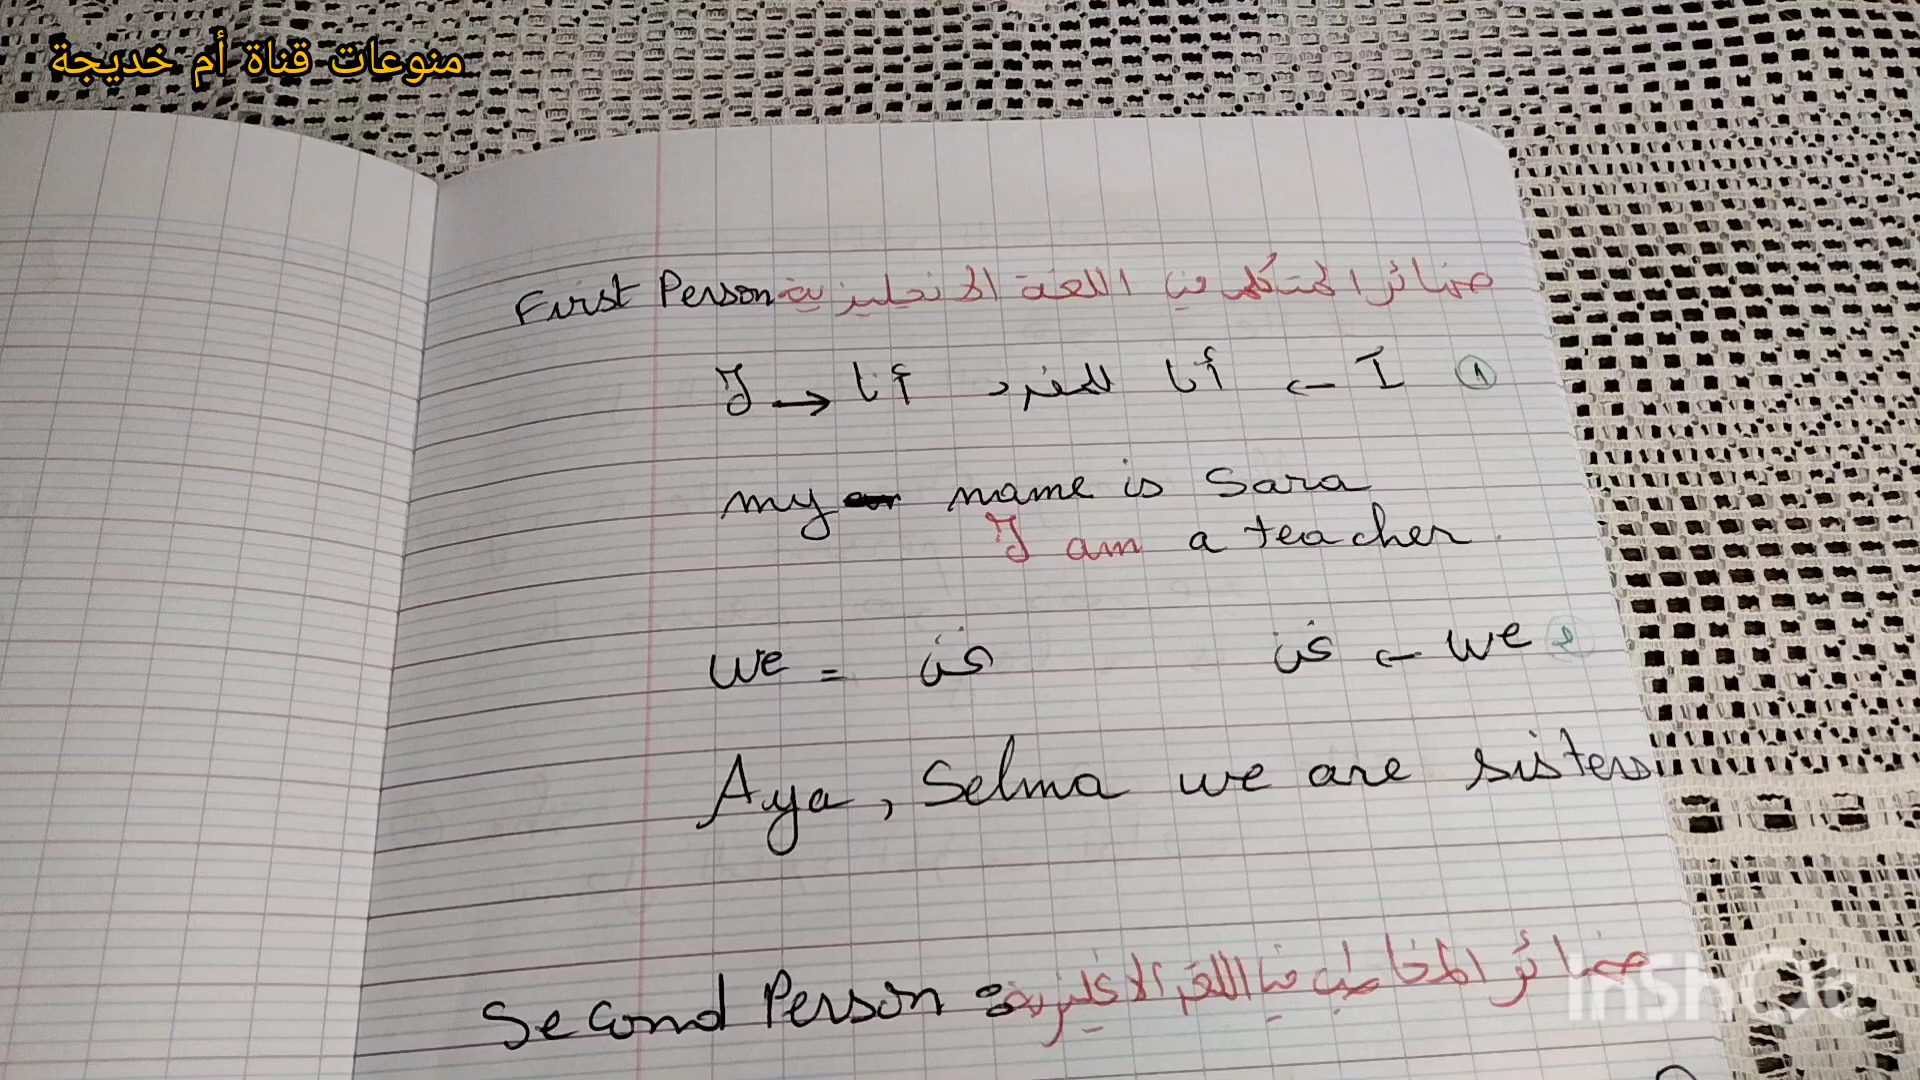 منوعات قناة أم خديجة
ضمائر المتكلم في اللغة الانجليزية First Person
① I ← أنا للمفرد أنا ← I
my name is Sara
I am a teacher.
2 we ← نحن we = نحن
Aya, Selma we are sisters
ضمائر المخاطب في اللغة الانجليزية Second Person
InShot